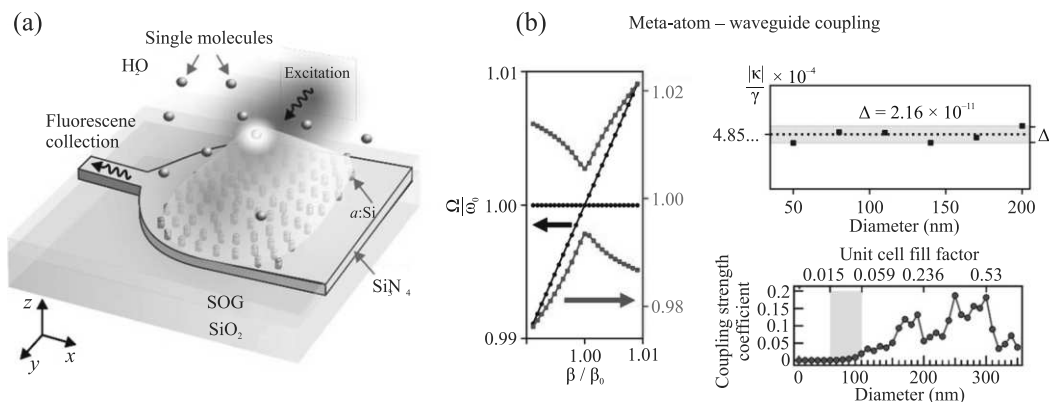 (a)
Single molecules
H2O
Excitation
Fluorescene
collection
a:Si
SiN4
3
SOG
SiO2
z
y
x
(b)
Meta-atom – waveguide coupling
1.01
1.00
0.99
Ω
ω0
1.02
1.00
0.98
1.00
1.01
β / β0
|κ|
γ
× 10⁻⁴
Δ = 2.16 × 10⁻¹¹
4.85...
Δ
50 100 150 200
Diameter (nm)
Unit cell fill factor
0.015 0.059 0.236 0.53
Coupling strength
coefficient
0.2
0.15
0.1
0.05
0
0 100 200 300
Diameter (nm)